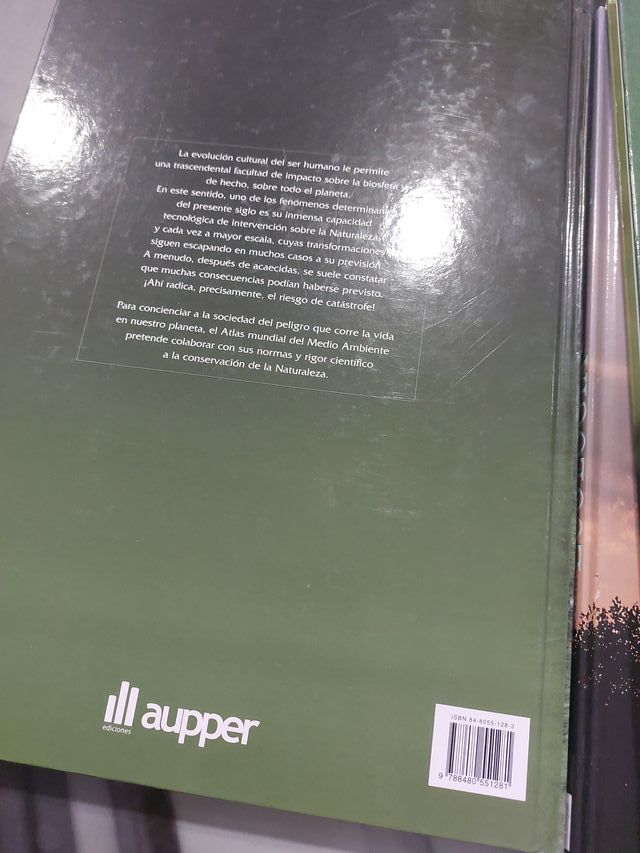 La evolución cultural del ser humano le permite
una trascendental facultad de impacto sobre la biosfera
de hecho, sobre todo el planeta.
En este sentido, uno de los fenómenos
del presente siglo es su inmensa capacidad
tecnológica de intervención sobre la Naturaleza
y cada vez a mayor escala, cuyas transformaciones
siguen escapando en muchos casos a su previsión.
A menudo, después de acaecidas, se suele constatar
que muchas consecuencias podían haberse previsto.
¡Ahí radica, precisamente, el riesgo de catástrofe!
Para concienciar a la sociedad del peligro que corre la vida
en nuestro planeta, el Atlas mundial del Medio Ambiente
pretende colaborar con sus normas y rigor científico
a la conservación de la Naturaleza.
aupper
ediciones
ISBN 84-8055-128-3
9 788480 551281